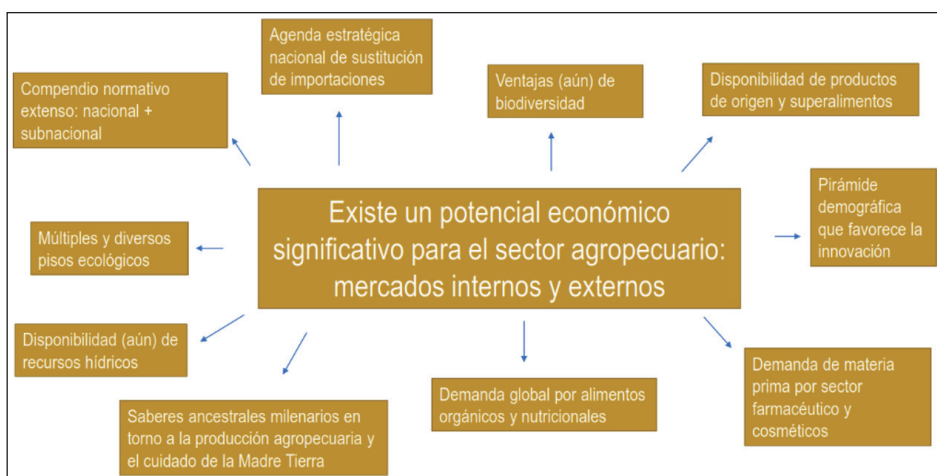 Agenda estratégica
nacional de sustitución
de importaciones
Compendio normativo
extenso: nacional +
subnacional
Ventajas (aún) de
biodiversidad
Disponibilidad de productos
de origen y superalimentos
Existe un potencial económico
significativo para el sector agropecuario:
mercados internos y externos
Pirámide
demográfica
que favorece la
innovación
Múltiples y diversos
pisos ecológicos
Disponibilidad (aún) de
recursos hídricos
Saberes ancestrales milenarios en
torno a la producción agropecuaria y
el cuidado de la Madre Tierra
Demanda global por alimentos
orgánicos y nutricionales
Demanda de materia
prima por sector
farmacéutico y
cosméticos